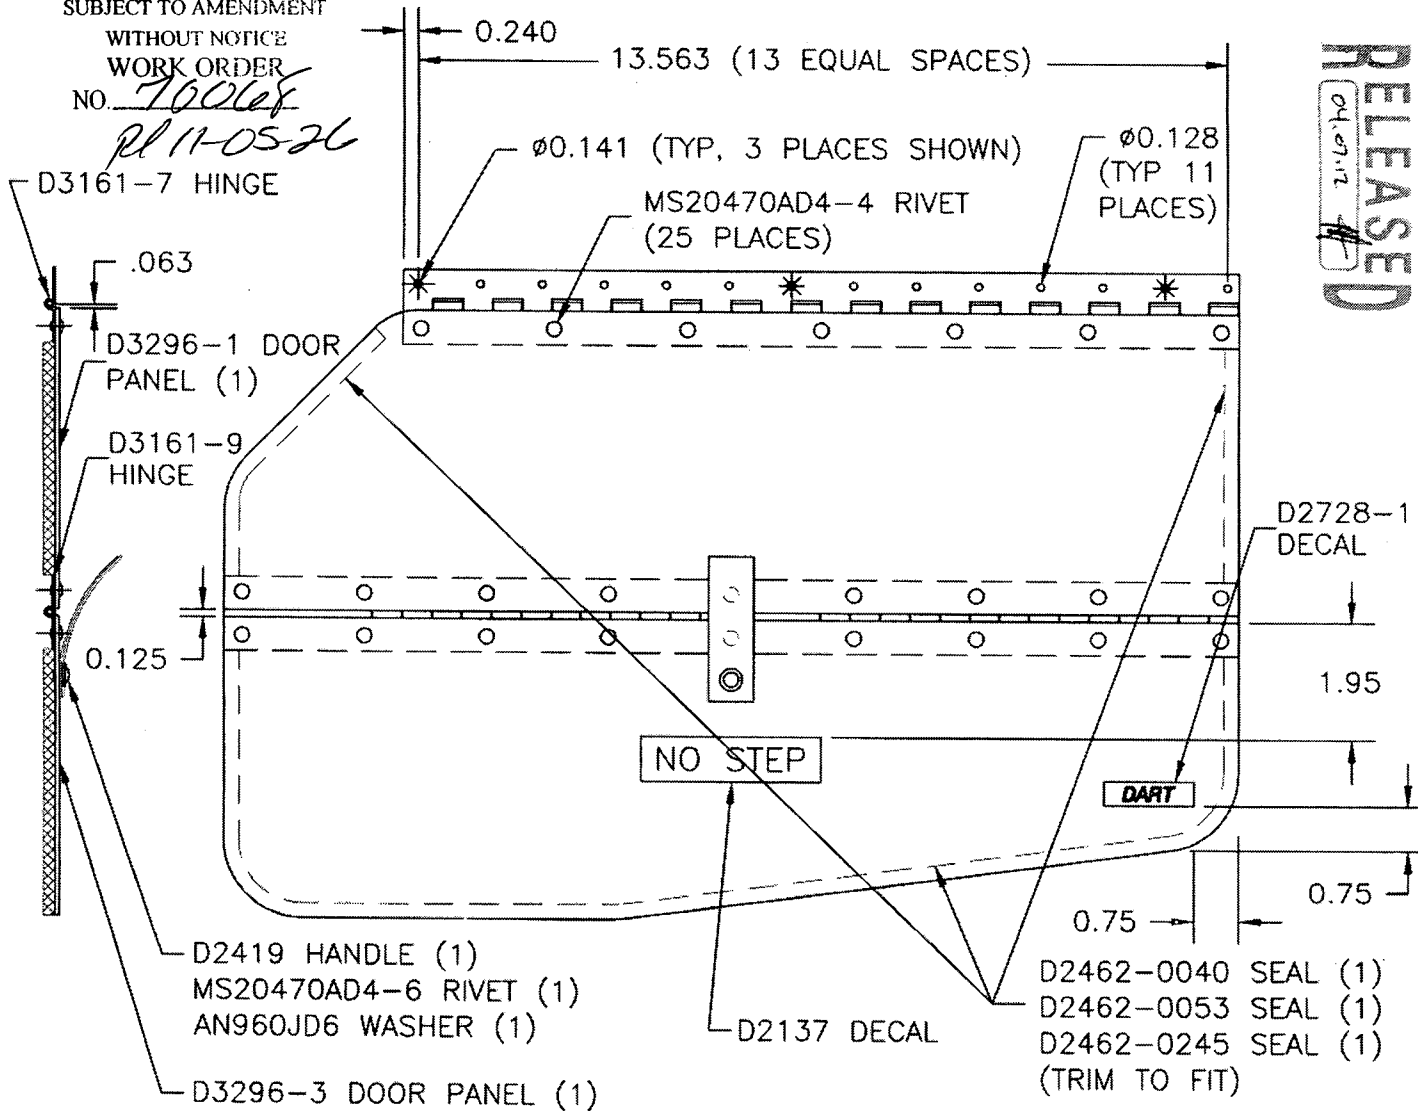 SUBJECT TO AMENDMENT
WITHOUT NOTICE
WORK ORDER
NO. 70068
11-05-26
RELEASED
04.07.12
0.240
13.563 (13 EQUAL SPACES)
ø0.141 (TYP, 3 PLACES SHOWN)
ø0.128
(TYP 11
PLACES)
MS20470AD4-4 RIVET
(25 PLACES)
D3161-7 HINGE
.063
D3296-1 DOOR
PANEL (1)
D3161-9
HINGE
D2728-1
DECAL
0.125
1.95
NO STEP
DART
0.75
0.75
D2419 HANDLE (1)
MS20470AD4-6 RIVET (1)
AN960JD6 WASHER (1)
D2137 DECAL
D2462-0040 SEAL (1)
D2462-0053 SEAL (1)
D2462-0245 SEAL (1)
(TRIM TO FIT)
D3296-3 DOOR PANEL (1)